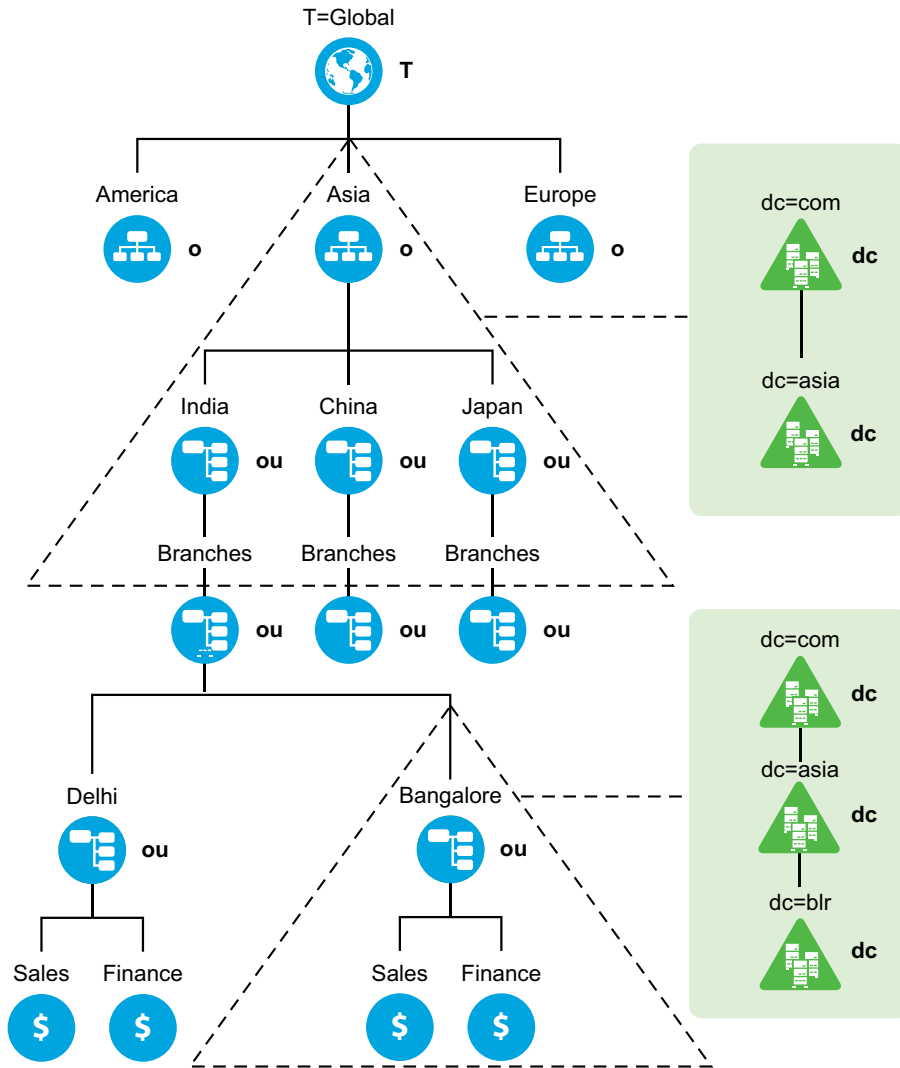 T=Global
T
America
Asia
Europe
o
o
o
dc=com
dc
dc=asia
dc
India
China
Japan
ou
ou
ou
Branches
Branches
Branches
ou
ou
ou
dc=com
dc
dc=asia
dc
dc=blr
dc
Delhi
Bangalore
ou
ou
Sales
Finance
Sales
Finance
$
$
$
$